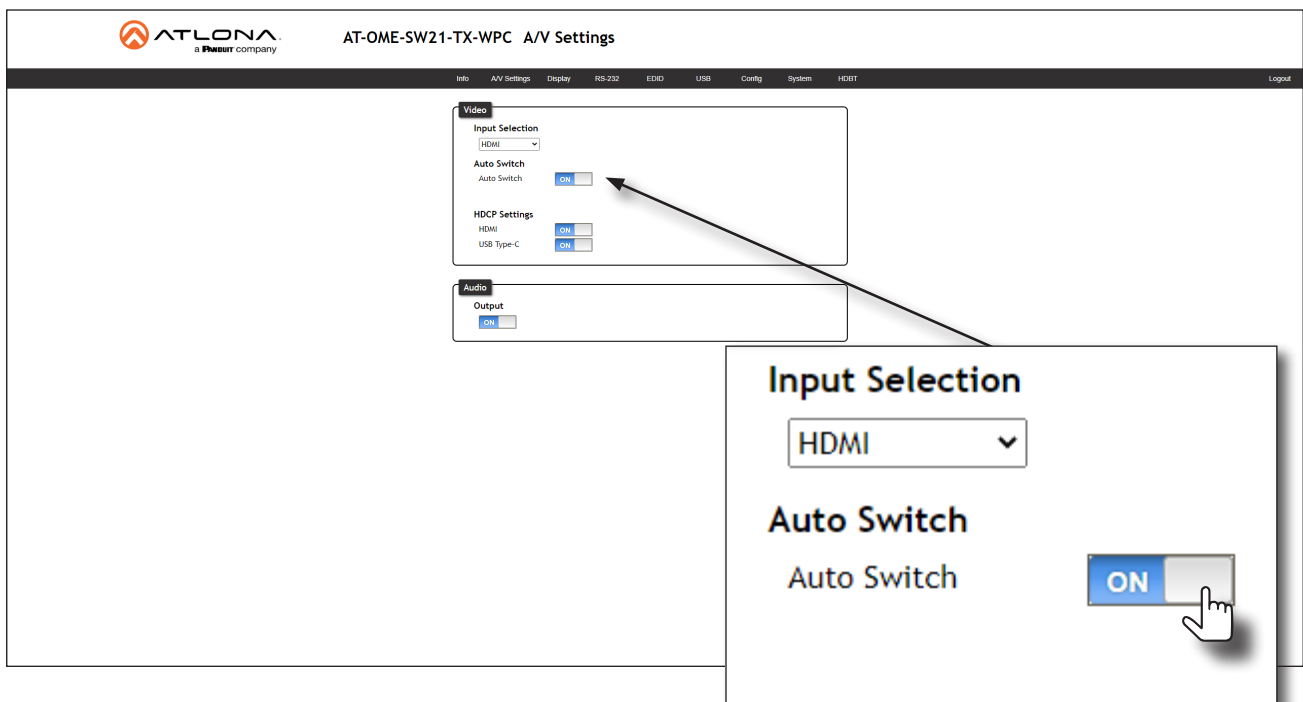 ATLONA.
a PANDUIT company
AT-OME-SW21-TX-WPC A/V Settings
Info A/V Settings Display RS-232 EDID USB Config System HDBT Logout
Video
Input Selection
HDMI
Auto Switch
Auto Switch ON
HDCP Settings
HDMI ON
USB Type-C ON
Audio
Output
ON
Input Selection
HDMI
Auto Switch
Auto Switch ON